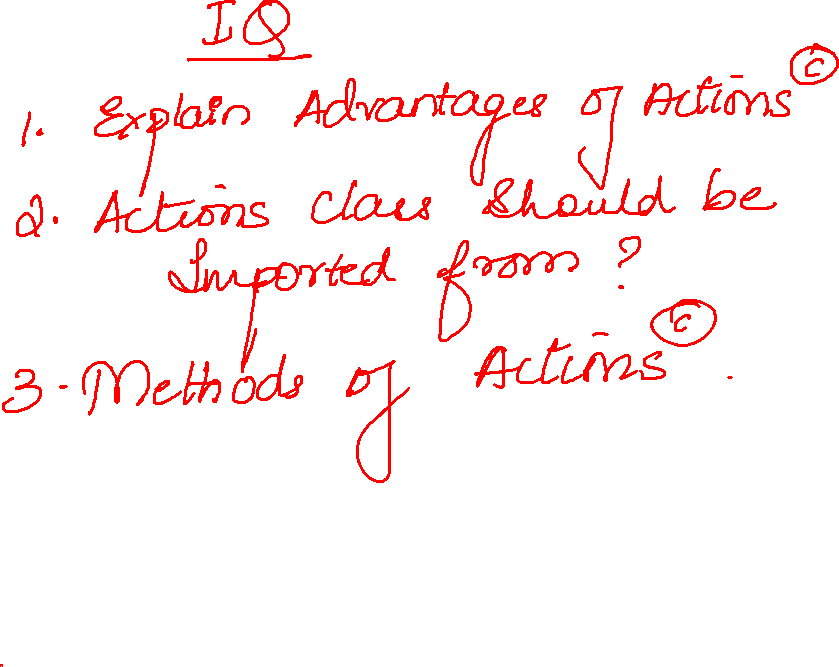 IQ
1. Explain Advantages of Actions ©
2. Actions class should be
Imported from?
3. Methods of Actions ©.